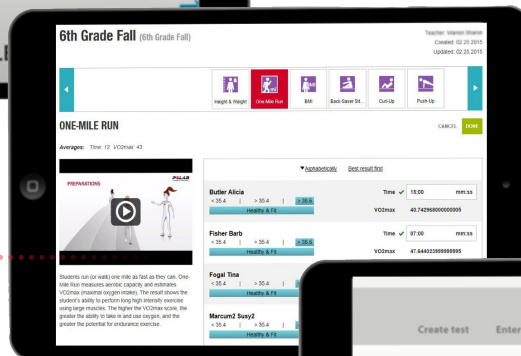 6th Grade Fall (6th Grade Fall)
Teacher: Warren Sharon
Created: 02.20.2015
Updated: 02.25.2015
Height & Weight
One-Mile Run
BMI
Back-Saver Sit...
Curl-Up
Push-Up
ONE-MILE RUN
CANCEL
DONE
Averages: Time: 12 VO2max: 43
▼Alphabetically Best result first
PREPARATIONS
Butler Alicia
Time ✓ 15:00 mm:ss
< 35.4 | > 35.4 | > 35.6
Healthy & Fit
VO2max 40.742968000000005
Fisher Barb
Time ✓ 07:00 mm:ss
< 35.4 | > 35.4 | > 35.6
Healthy & Fit
VO2max
Fogal Tina
< 35.4 | > 35.4 |
Healthy & Fit
Marcum2 Susy2
< 35.4 | > 35.4 |
Healthy & Fit
Students run (or walk) one mile as fast as they can. One-
Mile Run measures aerobic capacity and estimates
VO2max (maximal oxygen intake). The result shows the
student's ability to perform long high intensity exercise
using large muscles. The higher the VO2max score, the
greater the ability to take in and use oxygen, and the
greater the potential for endurance exercise.
Create test
Enter